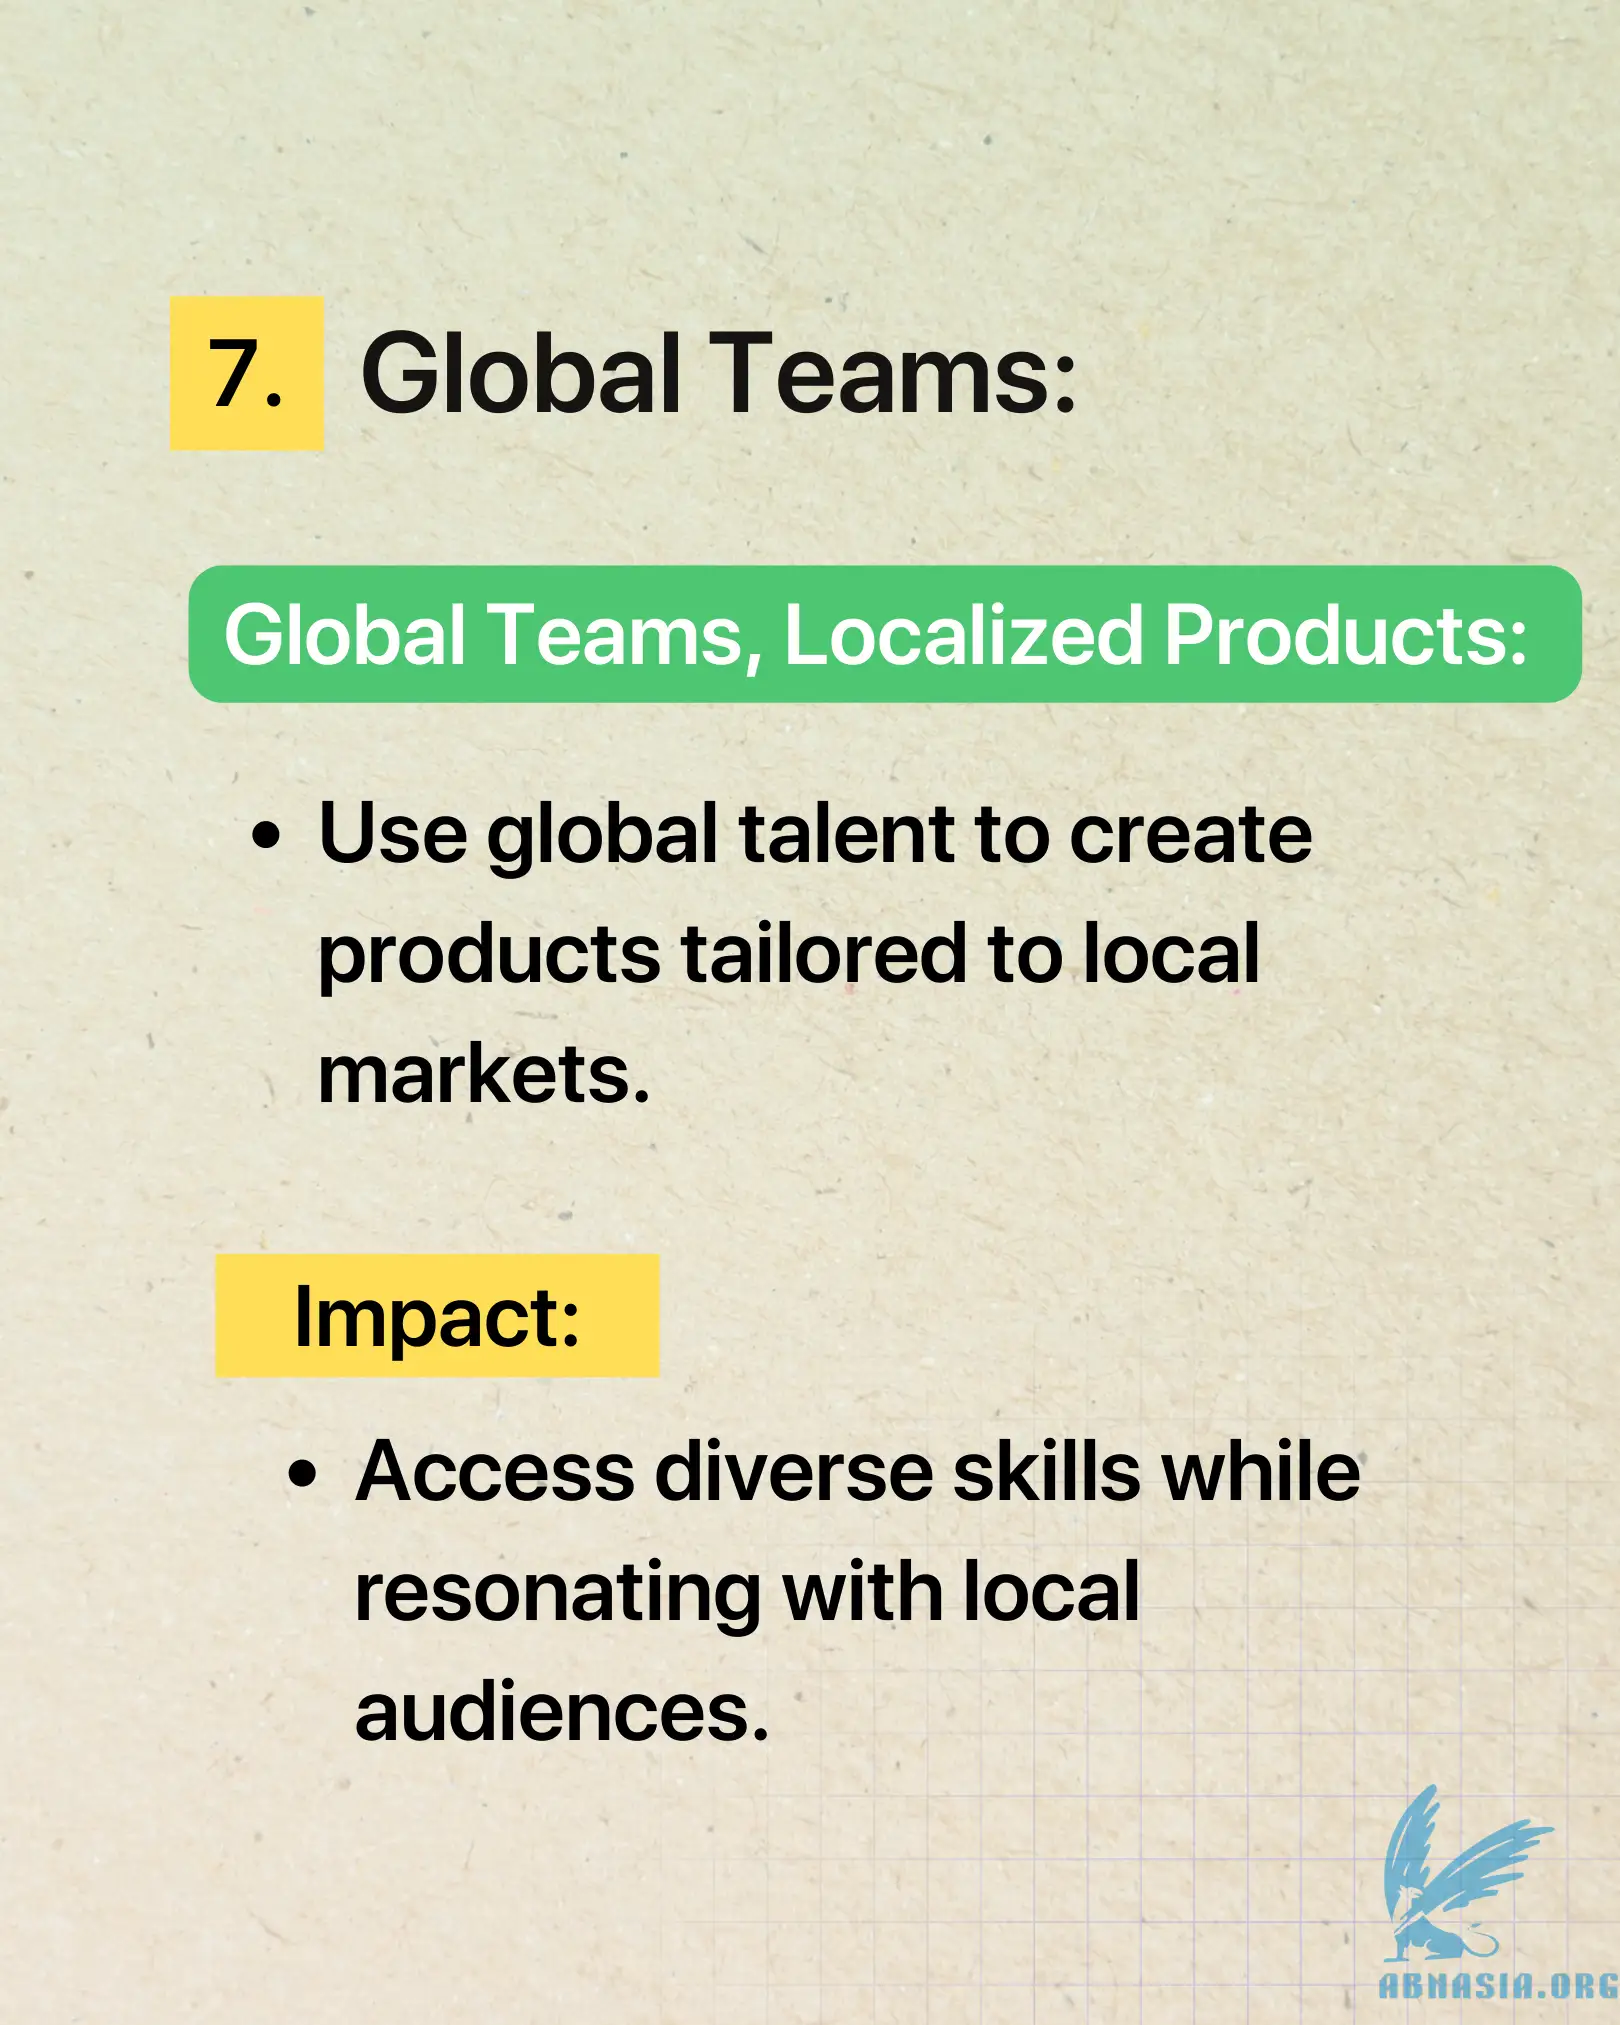 7. Global Teams:
Global Teams, Localized Products:
• Use global talent to create
products tailored to local
markets.
Impact:
• Access diverse skills while
resonating with local
audiences.
ABNASIA.ORG